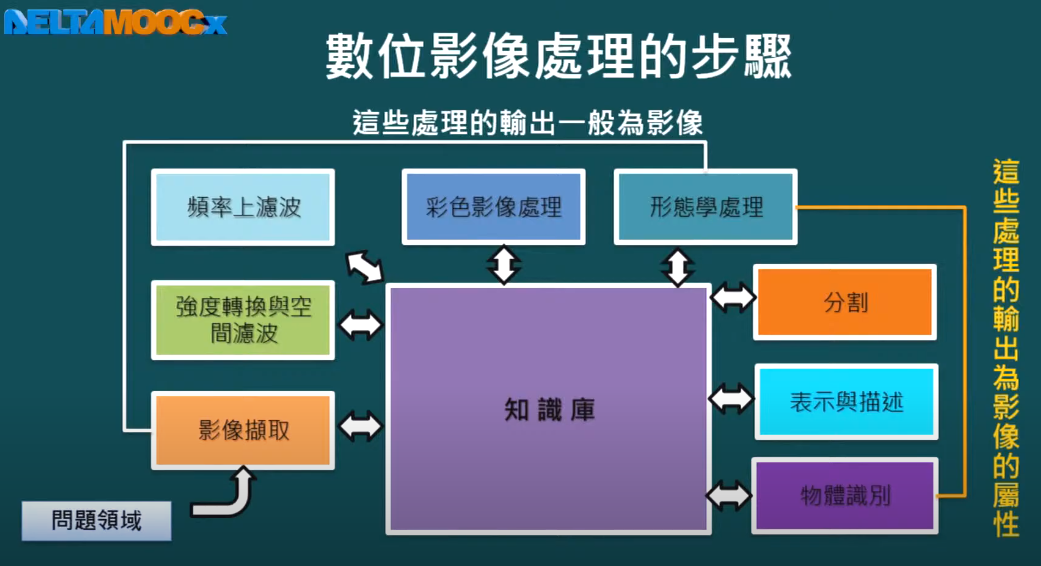 DELTAMOOCx
數位影像處理的步驟
這些處理的輸出一般為影像
頻率上濾波
彩色影像處理
形態學處理
強度轉換與空
間濾波
分割
知識庫
表示與描述
影像擷取
物體識別
問題領域
這些處理的輸出為影像的屬性